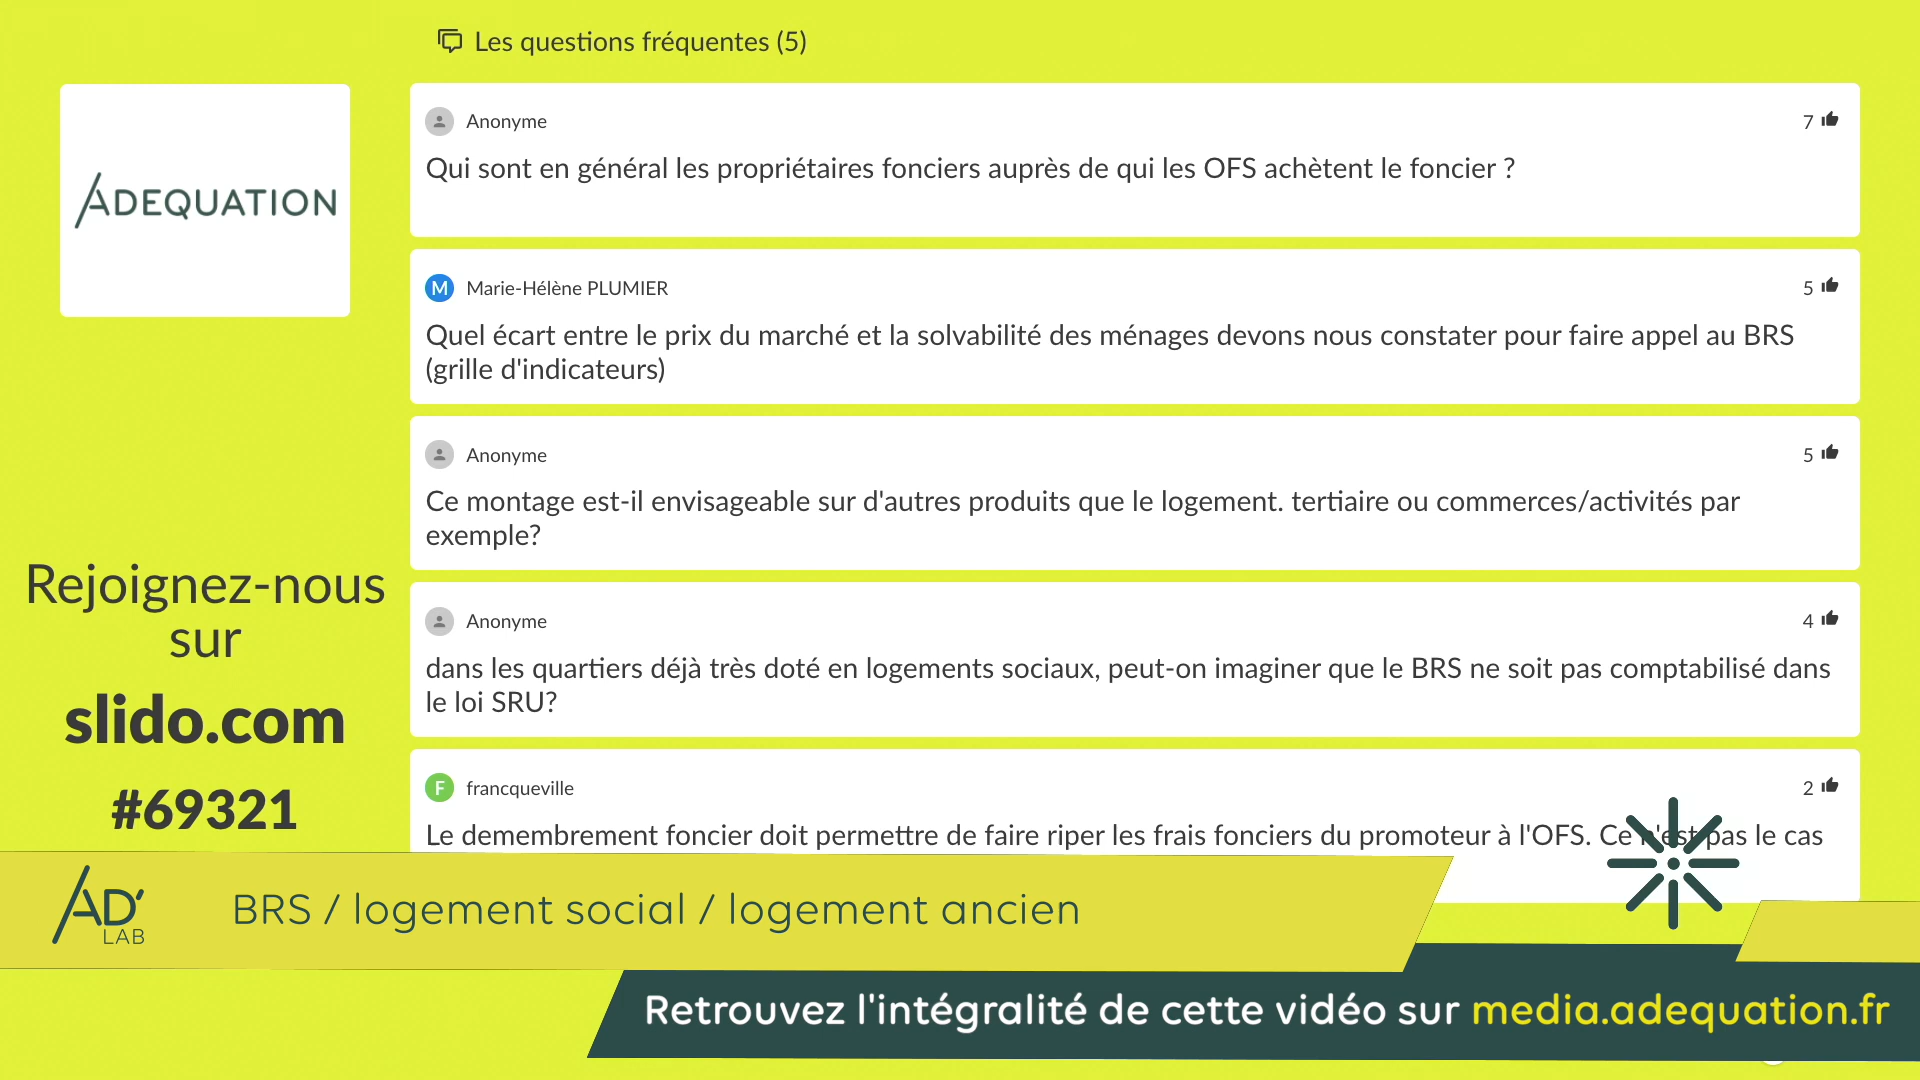 Les questions fréquentes (5)
ADEQUATION
Anonyme
7
Qui sont en général les propriétaires fonciers auprès de qui les OFS achètent le foncier ?
M
Marie-Hélène PLUMIER
5
Quel écart entre le prix du marché et la solvabilité des ménages devons nous constater pour faire appel au BRS
(grille d'indicateurs)
Anonyme
5
Ce montage est-il envisageable sur d'autres produits que le logement. tertiaire ou commerces/activités par
exemple?
Anonyme
4
dans les quartiers déjà très doté en logements sociaux, peut-on imaginer que le BRS ne soit pas comptabilisé dans
le loi SRU?
F
francqueville
2
Le demembrement foncier doit permettre de faire riper les frais fonciers du promoteur à l'OFS. Ce n'est pas le cas
Rejoignez-nous
sur
slido.com
#69321
AD'
LAB
BRS / logement social / logement ancien
Retrouvez l'intégralité de cette vidéo sur media.adequation.fr